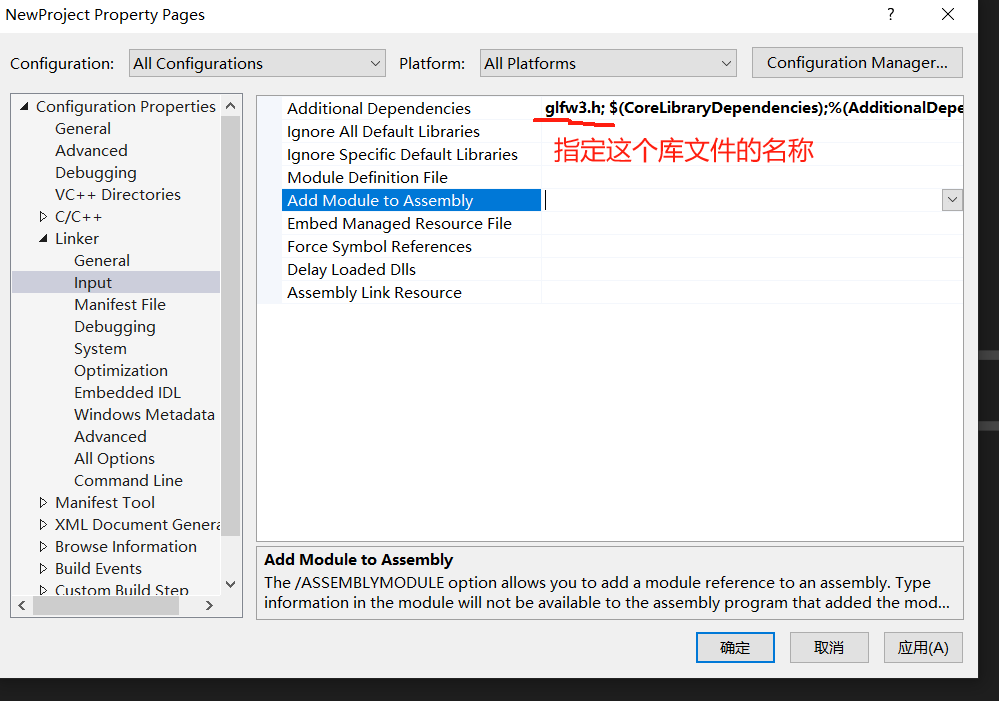 NewProject Property Pages
?
Configuration: All Configurations Platform: All Platforms Configuration Manager...
Configuration Properties
General
Advanced
Debugging
VC++ Directories
C/C++
Linker
General
Input
Manifest File
Debugging
System
Optimization
Embedded IDL
Windows Metadata
Advanced
All Options
Command Line
Manifest Tool
XML Document Genera
Browse Information
Build Events
Custom Build Step
Additional Dependencies glfw3.h; $(CoreLibraryDependencies);%(AdditionalDepe
Ignore All Default Libraries
Ignore Specific Default Libraries
指定这个库文件的名称
Module Definition File
Add Module to Assembly
Embed Managed Resource File
Force Symbol References
Delay Loaded Dlls
Assembly Link Resource
Add Module to Assembly
The /ASSEMBLYMODULE option allows you to add a module reference to an assembly. Type
information in the module will not be available to the assembly program that added the mod...
确定 取消 应用(A)